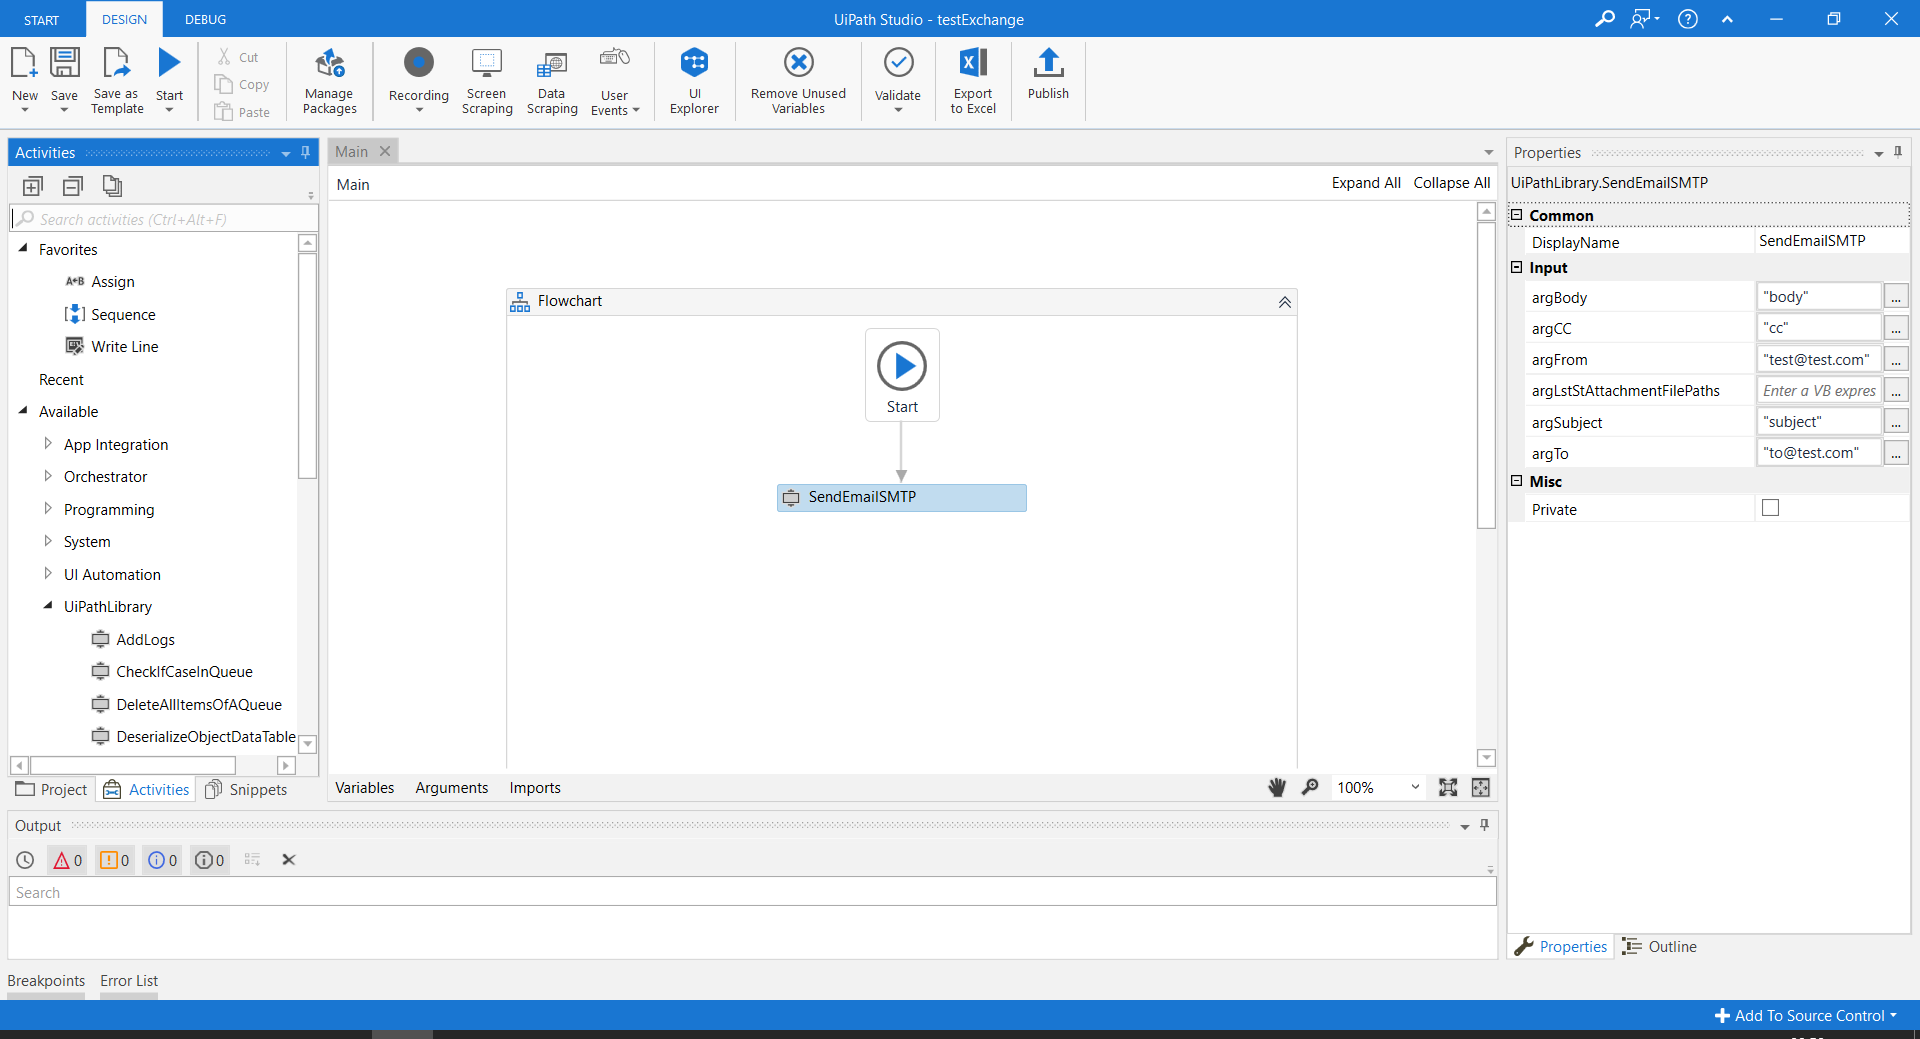 START
DESIGN
DEBUG
UiPath Studio - testExchange
New
Save
Save as
Template
Start
Cut
Copy
Paste
Manage
Packages
Recording
Screen
Scraping
Data
Scraping
User
Events
UI
Explorer
Remove Unused
Variables
Validate
Export
to Excel
Publish
Activities
Search activities (Ctrl+Alt+F)
Favorites
A+B Assign
Sequence
Write Line
Recent
Available
App Integration
Orchestrator
Programming
System
UI Automation
UiPathLibrary
AddLogs
CheckIfCaseInQueue
DeleteAllItemsOfAQueue
DeserializeObjectDataTable
Project
Activities
Snippets
Main
Main
Expand All
Collapse All
Flowchart
Start
SendEmailSMTP
Variables
Arguments
Imports
100%
Properties
UiPathLibrary.SendEmailSMTP
Common
DisplayName SendEmailSMTP
Input
argBody "body" ...
argCC "cc" ...
argFrom "test@test.com" ...
argLstStAttachmentFilePaths Enter a VB expres ...
argSubject "subject" ...
argTo "to@test.com" ...
Misc
Private
Properties
Outline
Output
0
0
0
0
Search
Breakpoints
Error List
Add To Source Control